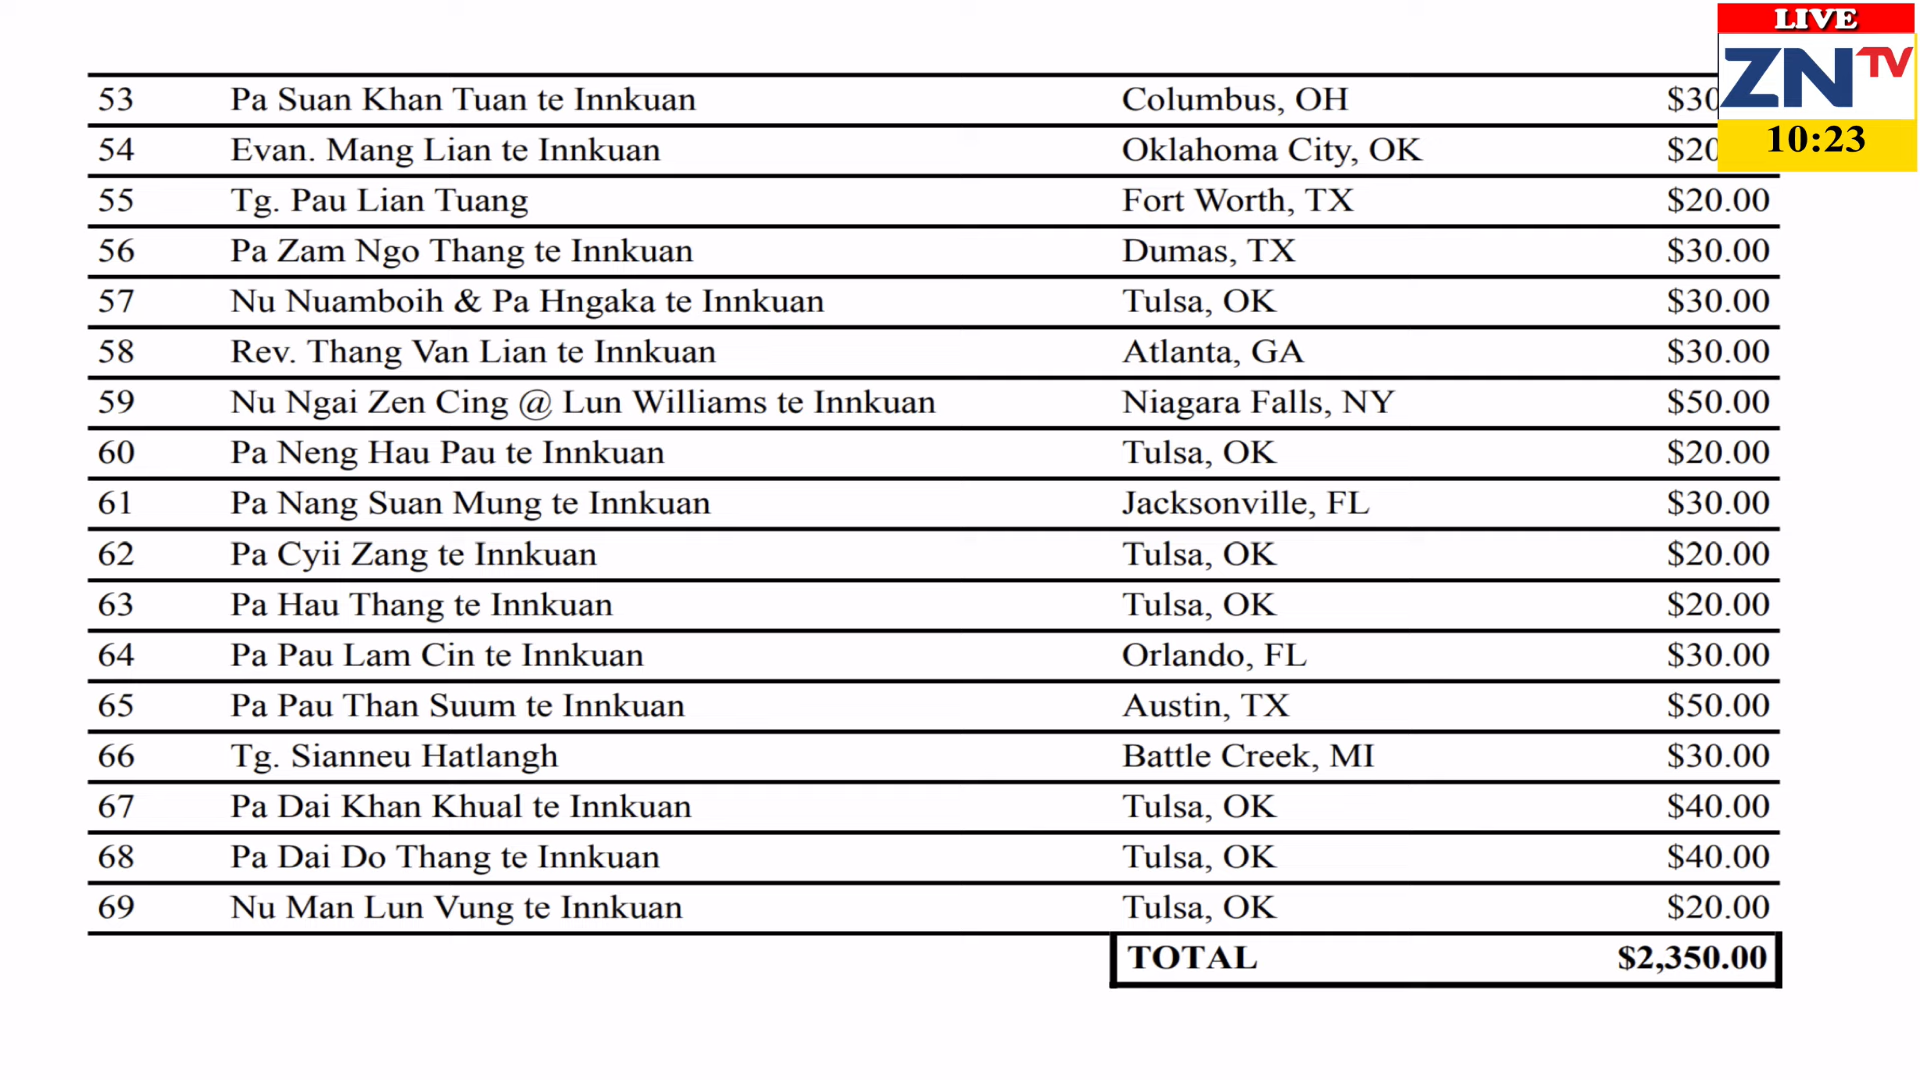 LIVE
ZN TV
10:23
53 Pa Suan Khan Tuan te Innkuan Columbus, OH $30
54 Evan. Mang Lian te Innkuan Oklahoma City, OK $20
55 Tg. Pau Lian Tuang Fort Worth, TX $20.00
56 Pa Zam Ngo Thang te Innkuan Dumas, TX $30.00
57 Nu Nuamboih & Pa Hngaka te Innkuan Tulsa, OK $30.00
58 Rev. Thang Van Lian te Innkuan Atlanta, GA $30.00
59 Nu Ngai Zen Cing @ Lun Williams te Innkuan Niagara Falls, NY $50.00
60 Pa Neng Hau Pau te Innkuan Tulsa, OK $20.00
61 Pa Nang Suan Mung te Innkuan Jacksonville, FL $30.00
62 Pa Cyii Zang te Innkuan Tulsa, OK $20.00
63 Pa Hau Thang te Innkuan Tulsa, OK $20.00
64 Pa Pau Lam Cin te Innkuan Orlando, FL $30.00
65 Pa Pau Than Suum te Innkuan Austin, TX $50.00
66 Tg. Sianneu Hatlangh Battle Creek, MI $30.00
67 Pa Dai Khan Khual te Innkuan Tulsa, OK $40.00
68 Pa Dai Do Thang te Innkuan Tulsa, OK $40.00
69 Nu Man Lun Vung te Innkuan Tulsa, OK $20.00
TOTAL $2,350.00